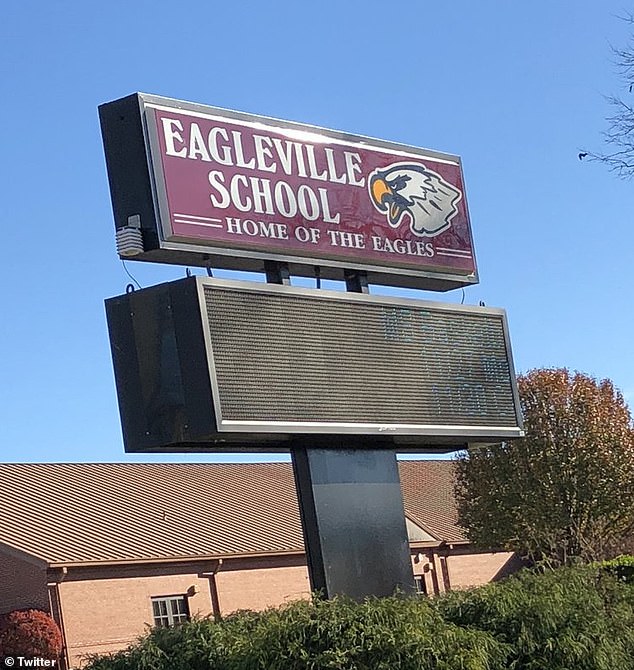 EAGLEVILLE
SCHOOL
HOME OF THE EAGLES
© Twitter